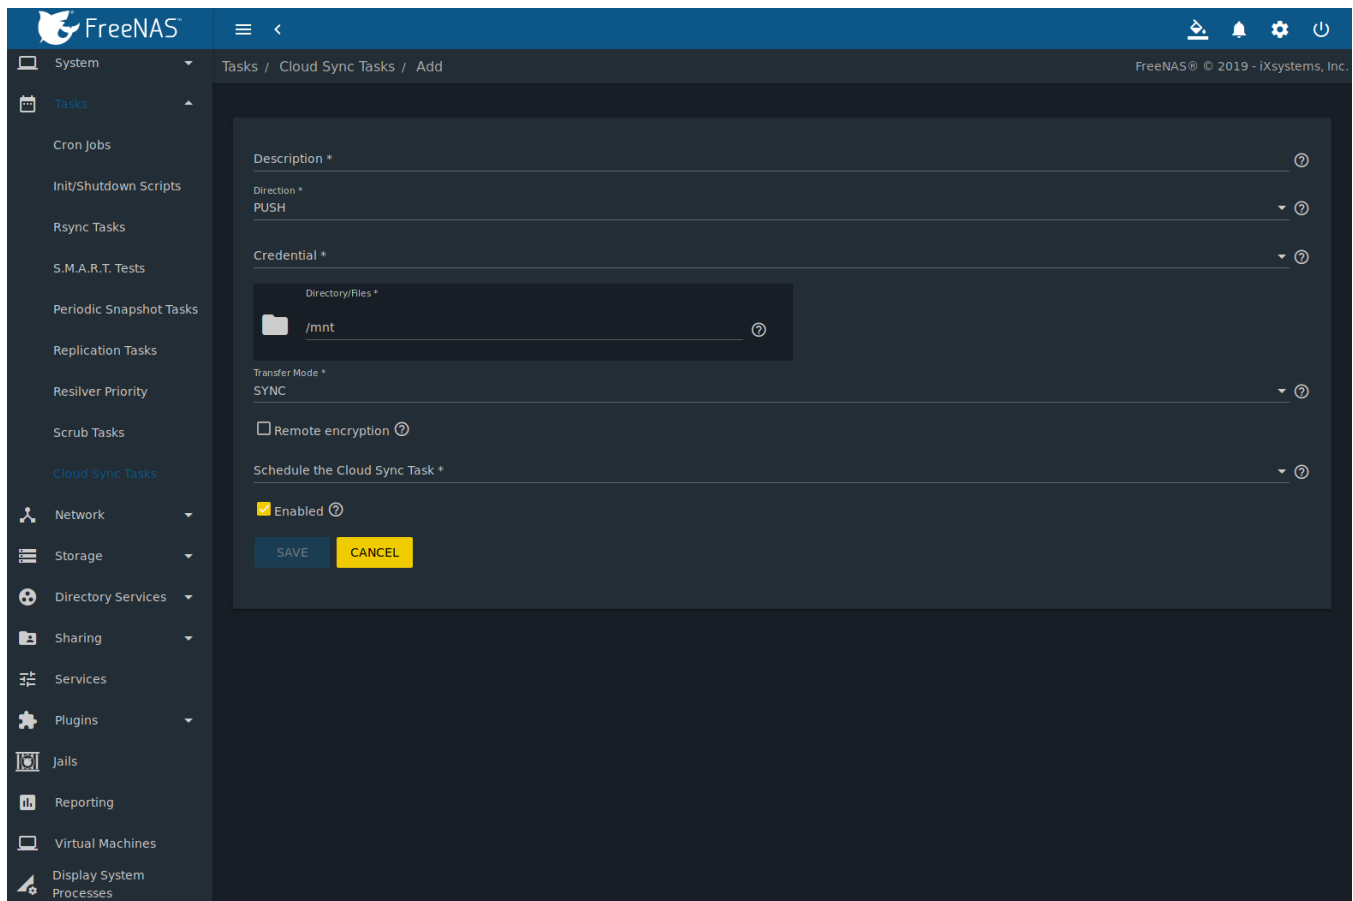 FreeNAS™
System
Tasks / Cloud Sync Tasks / Add
FreeNAS® © 2019 - iXsystems, Inc.
Tasks
Cron Jobs
Init/Shutdown Scripts
Rsync Tasks
S.M.A.R.T. Tests
Periodic Snapshot Tasks
Replication Tasks
Resilver Priority
Scrub Tasks
Cloud Sync Tasks
Network
Storage
Directory Services
Sharing
Services
Plugins
Jails
Reporting
Virtual Machines
Display System
Processes
Description *
Direction *
PUSH
Credential *
Directory/Files *
/mnt
Transfer Mode *
SYNC
Remote encryption
Schedule the Cloud Sync Task *
Enabled
SAVE
CANCEL